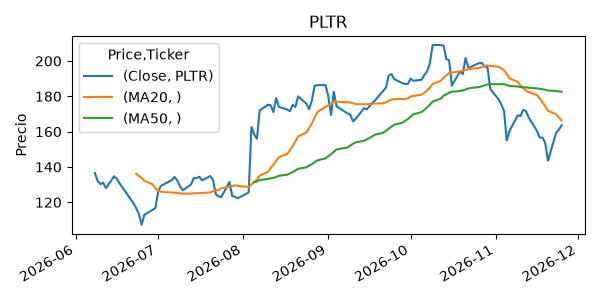 PLTR
Price,Ticker
(Close, PLTR)
(MA20, )
(MA50, )
Precio
200
180
160
140
120
2026-06
2026-07
2026-08
2026-09
2026-10
2026-11
2026-12